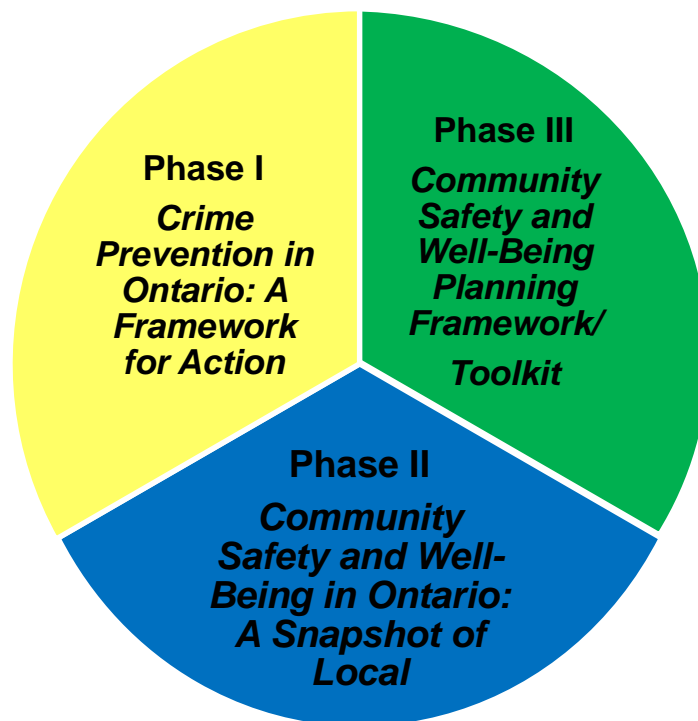 Phase I
Crime
Prevention in
Ontario: A
Framework
for Action
Phase II
Community
Safety and Well-
Being in Ontario:
A Snapshot of
Local
Phase III
Community
Safety and
Well-Being
Planning
Framework/
Toolkit